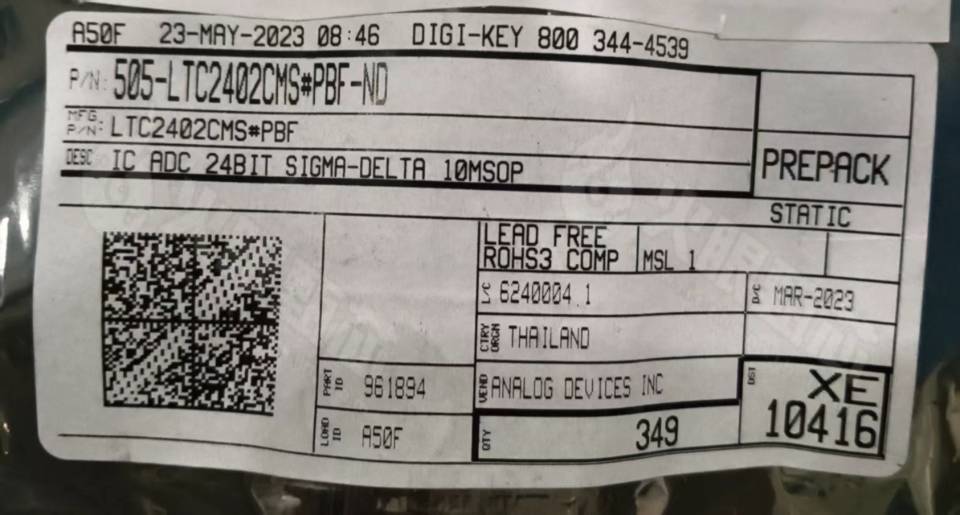 A50F 23-MAY-2023 08:46 DIGI-KEY 800 344-4539
P/N: 505-LTC2402CMS#PBF-ND
MFG. P/N: LTC2402CMS#PBF
DESC IC ADC 24BIT SIGMA-DELTA 10MSOP
PREPACK
STATIC
LEAD FREE
ROHS3 COMP
MSL 1
L/C 6240004.1
D/C MAR-2023
CTRY ORGN THAILAND
PART ID 961894
VEND ANALOG DEVICES INC
DST XE
10416
LOAD ID A50F
QTY 349